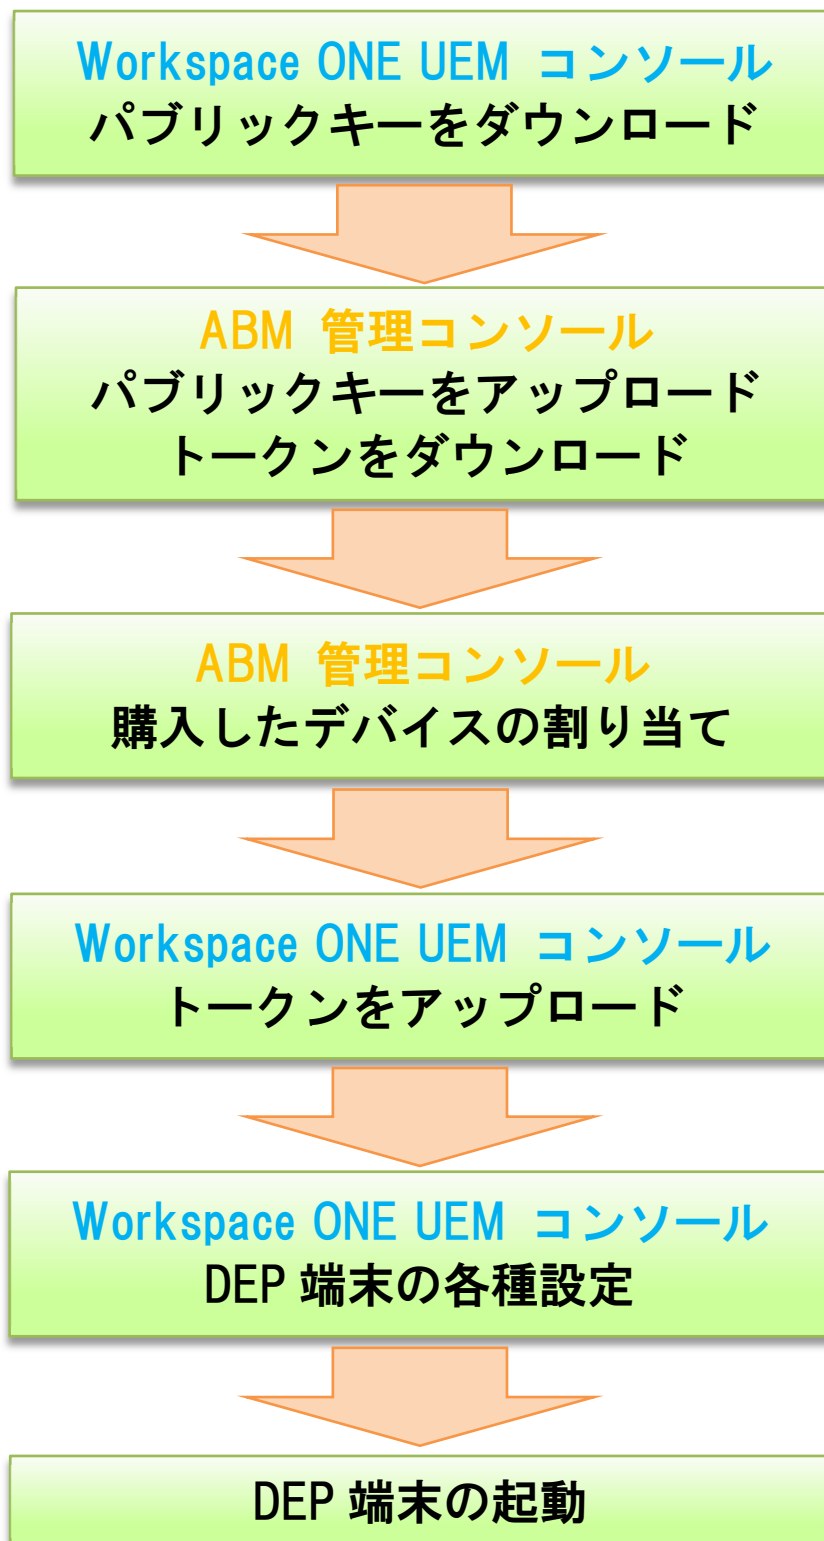 Workspace ONE UEM コンソール
パブリックキーをダウンロード
ABM 管理コンソール
パブリックキーをアップロード
トークンをダウンロード
ABM 管理コンソール
購入したデバイスの割り当て
Workspace ONE UEM コンソール
トークンをアップロード
Workspace ONE UEM コンソール
DEP 端末の各種設定
DEP 端末の起動